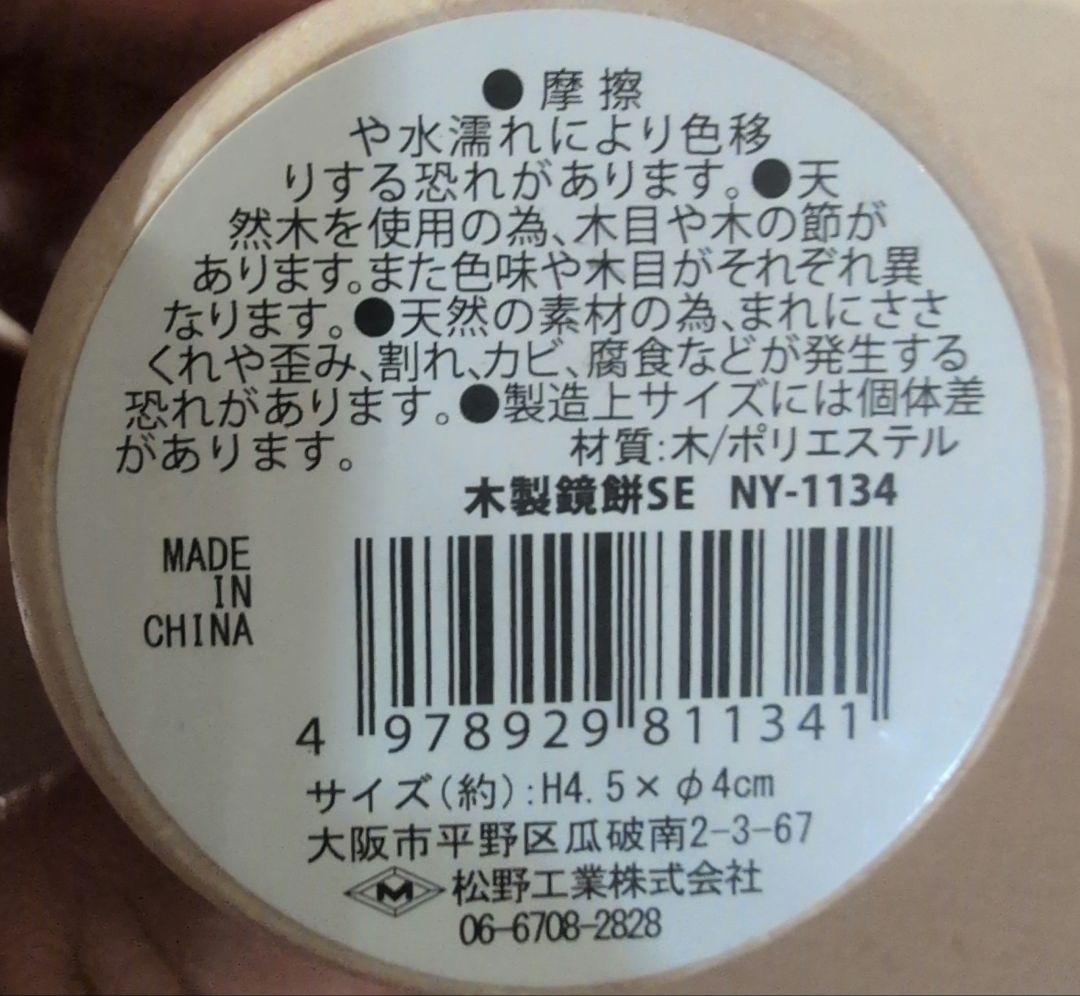 ●摩擦
や水濡れにより色移
りする恐れがあります。●天
然木を使用の為、木目や木の節が
あります。また色味や木目がそれぞれ異
なります。●天然の素材の為、まれにささ
くれや歪み、割れ、カビ、腐食などが発生する
恐れがあります。●製造上サイズには個体差
があります。 材質:木/ポリエステル
木製鏡餅SE NY-1134
MADE
IN
CHINA
4 978929 811341
サイズ(約):H4.5×φ4cm
大阪市平野区瓜破南2-3-67
M 松野工業株式会社
06-6708-2828